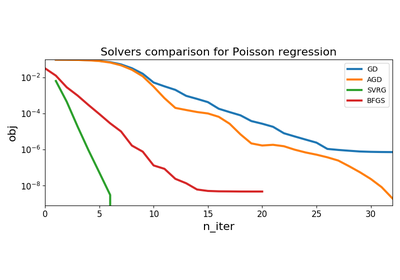 Solvers comparison for Poisson regression
GD
AGD
SVRG
BFGS
obj
10⁻²
10⁻⁴
10⁻⁶
10⁻⁸
0 5 10 15 20 25 30
n_iter